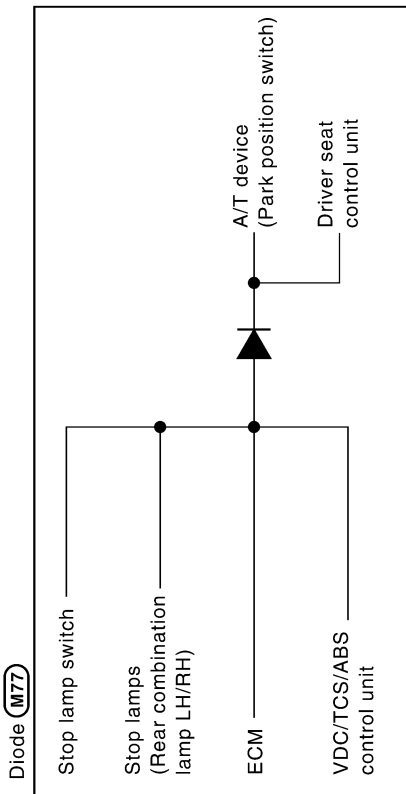 Diode M77
Stop lamp switch
Stop lamps
(Rear combination
lamp LH/RH)
ECM
VDC/TCS/ABS
control unit
A/T device
(Park position switch)
Driver seat
control unit